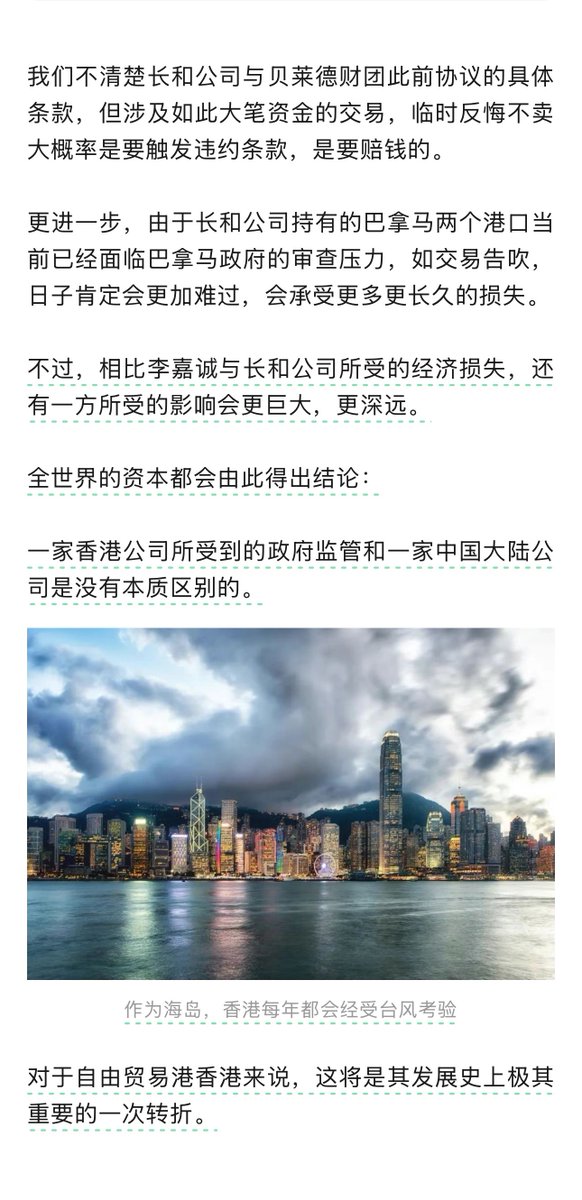 我们不清楚长和公司与贝莱德财团此前协议的具体
条款，但涉及如此大笔资金的交易，临时反悔不卖
大概率是要触发违约条款，是要赔钱的。
更进一步，由于长和公司持有的巴拿马两个港口当
前已经面临巴拿马政府的审查压力，如交易告吹，
日子肯定会更加难过，会承受更多更长久的损失。
不过，相比李嘉诚与长和公司所受的经济损失，还
有一方所受的影响会更巨大，更深远。
全世界的资本都会由此得出结论：
一家香港公司所受到的政府监管和一家中国大陆公
司是没有本质区别的。
作为海岛，香港每年都会经受台风考验
对于自由贸易港香港来说，这将是其发展史上极其
重要的一次转折。